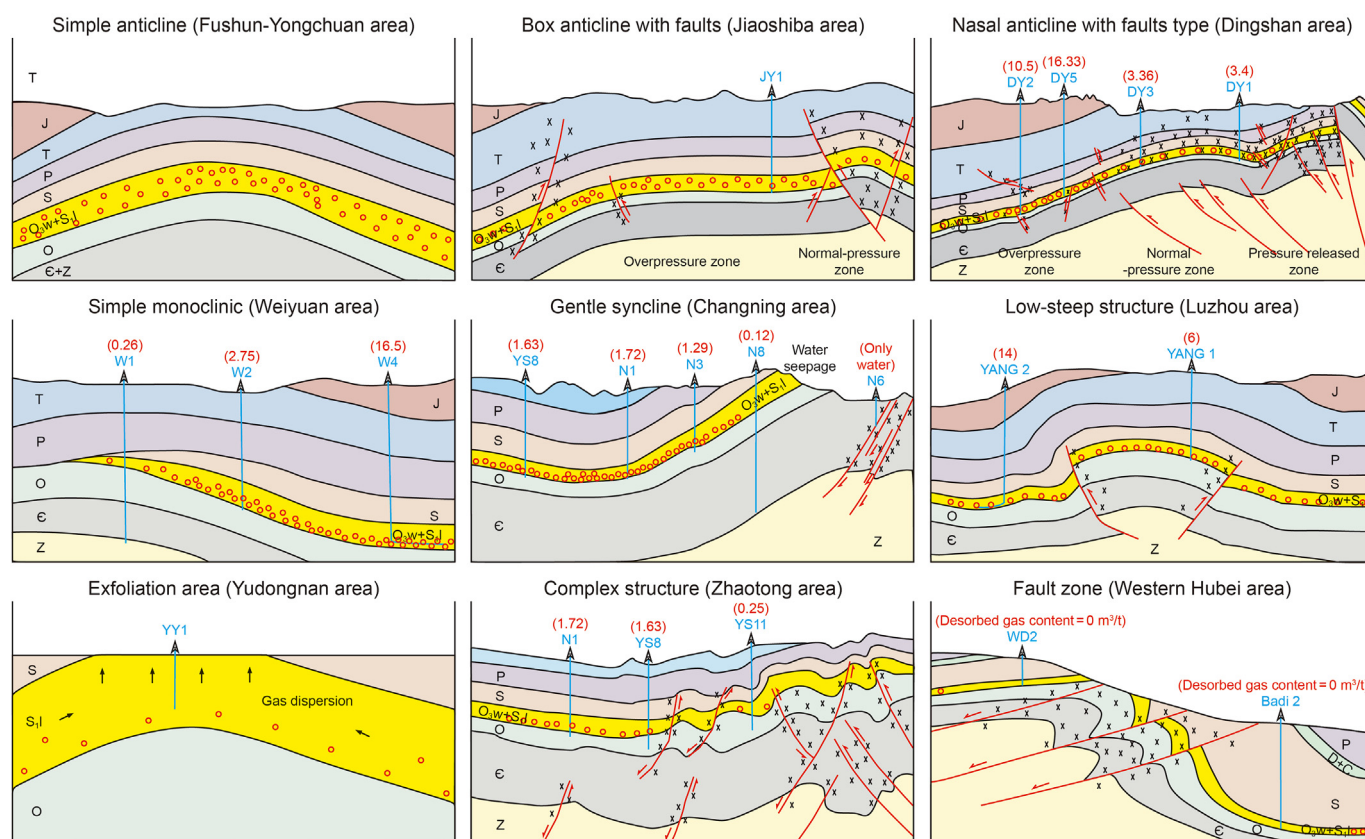 Simple anticline (Fushun-Yongchuan area)
T
J
T
P
S
O₃w+S₁l
O
Є+Z
Box anticline with faults (Jiaoshiba area)
JY1
T
P
S
O₃w+S₁l
O
Є
Overpressure zone
Normal-pressure
zone
Nasal anticline with faults type (Dingshan area)
(10.5)
DY2
(16.33)
DY5
(3.36)
DY3
(3.4)
DY1
J
T
P
S
O₃w+S₁l
O
Є
Z
Overpressure
zone
Normal
-pressure zone
Pressure released
zone
Simple monoclinic (Weiyuan area)
(0.26)
W1
(2.75)
W2
(16.5)
W4
T
J
P
O
S
Є
O₃w+S₁l
Z
Gentle syncline (Changning area)
(1.63)
YS8
(1.72)
N1
(1.29)
N3
(0.12)
N8
Water
seepage
(Only
water)
N6
P
S
O₃w+S₁l
O
Є
Z
Low-steep structure (Luzhou area)
(14)
YANG 2
(6)
YANG 1
J
T
P
S
O₃w+S
O
Є
Z
Exfoliation area (Yudongnan area)
YY1
S
Gas dispersion
S₁l
O
Complex structure (Zhaotong area)
(1.72)
N1
(1.63)
YS8
(0.25)
YS11
P
S
O₃w+S₁l
O
Є
Z
Fault zone (Western Hubei area)
(Desorbed gas content = 0 m³/t)
WD2
(Desorbed gas content = 0 m³/t)
Badi 2
P
D+C
S
Є
O
O₃w+S₁l